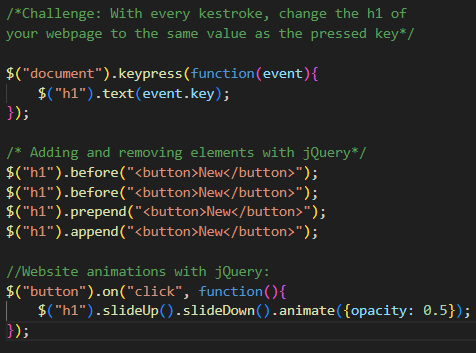 /*Challenge: With every kestroke, change the h1 of
your webpage to the same value as the pressed key*/
$("document").keypress(function(event){
$("h1").text(event.key);
});
/* Adding and removing elements with jQuery*/
$("h1").before("<button>New</button>");
$("h1").before("<button>New</button>");
$("h1").prepend("<button>New</button>");
$("h1").append("<button>New</button>");
//Website animations with jQuery:
$("button").on("click", function(){
$("h1").slideUp().slideDown().animate({opacity: 0.5});
});